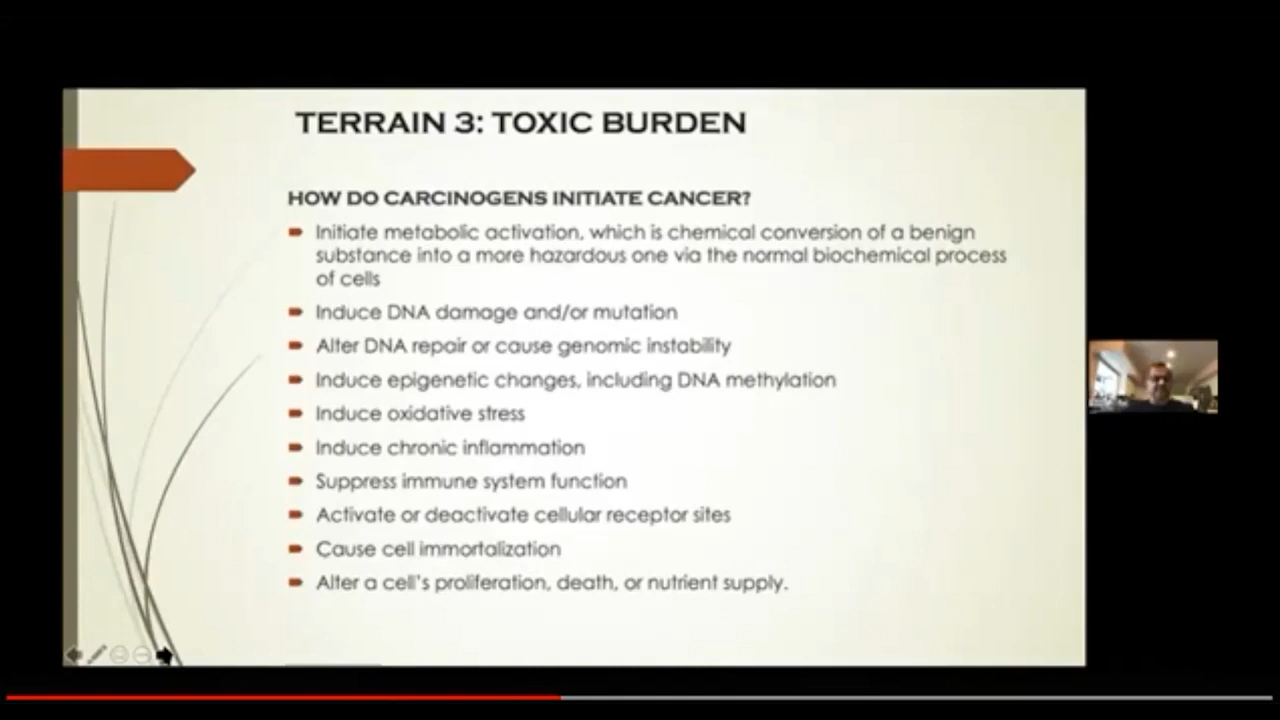 TERRAIN 3: TOXIC BURDEN
HOW DO CARCINOGENS INITIATE CANCER?
Initiate metabolic activation, which is chemical conversion of a benign
substance into a more hazardous one via the normal biochemical process
of cells
Induce DNA damage and/or mutation
Alter DNA repair or cause genomic instability
Induce epigenetic changes, including DNA methylation
Induce oxidative stress
Induce chronic inflammation
Suppress immune system function
Activate or deactivate cellular receptor sites
Cause cell immortalization
Alter a cell's proliferation, death, or nutrient supply.